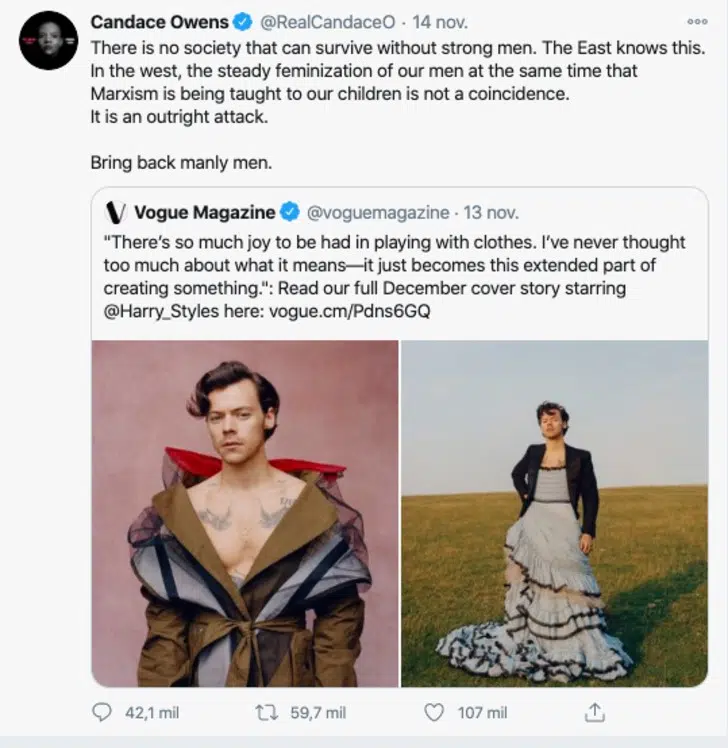 Candace Owens @RealCandaceO · 14 nov.
There is no society that can survive without strong men. The East knows this.
In the west, the steady feminization of our men at the same time that
Marxism is being taught to our children is not a coincidence.
It is an outright attack.
Bring back manly men.
Vogue Magazine @voguemagazine · 13 nov.
"There's so much joy to be had in playing with clothes. I've never thought
too much about what it means—it just becomes this extended part of
creating something.": Read our full December cover story starring
@Harry_Styles here: vogue.cm/Pdns6GQ
42,1 mil 59,7 mil 107 mil